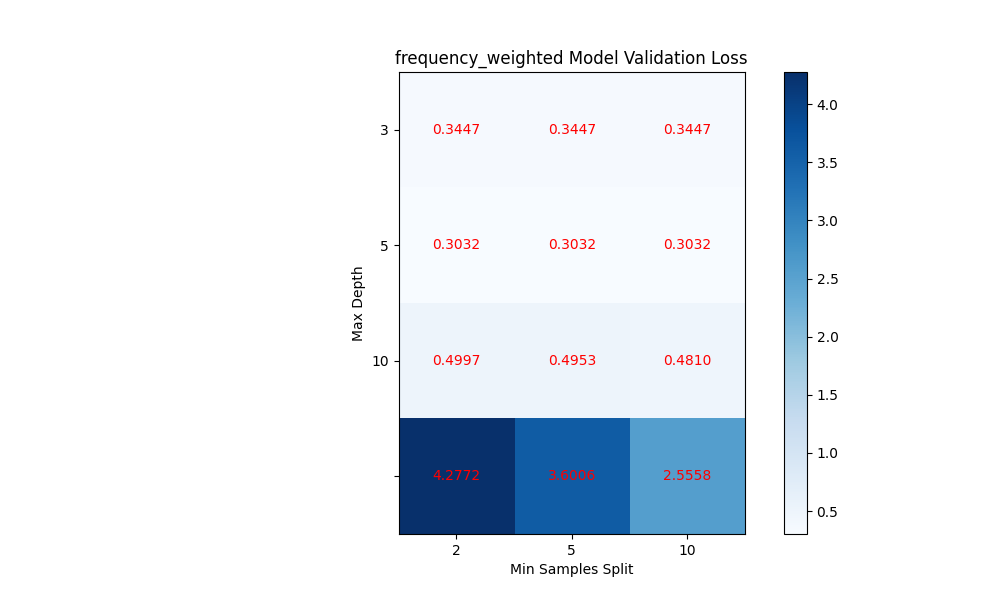 frequency_weighted Model Validation Loss
3
0.3447 0.3447 0.3447
5
0.3032 0.3032 0.3032
10
0.4997 0.4953 0.4810
4.2772 2.5558
2 5 10
Min Samples Split
Max Depth
4.0
3.5
3.0
2.5
2.0
1.5
1.0
0.5